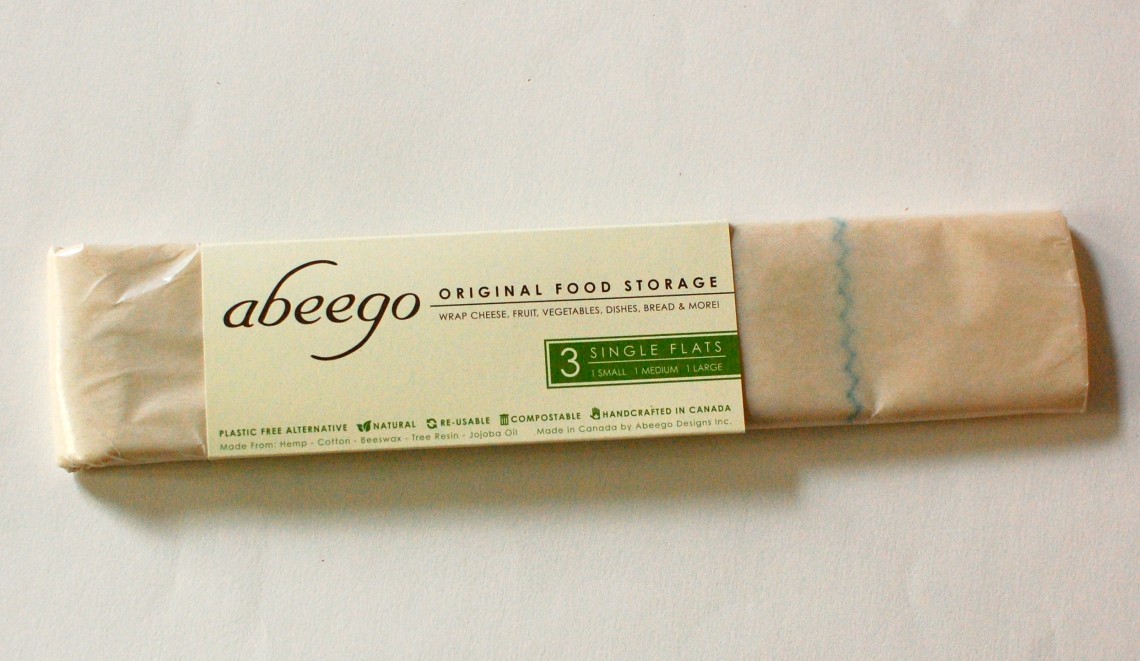 abeego
ORIGINAL FOOD STORAGE
WRAP CHEESE, FRUIT, VEGETABLES, DISHES, BREAD & MORE!
3 SINGLE FLATS
1 SMALL 1 MEDIUM 1 LARGE
PLASTIC FREE ALTERNATIVE NATURAL RE-USABLE COMPOSTABLE HANDCRAFTED IN CANADA
Made From: Hemp - Cotton - Beeswax - Tree Resin - Jojoba Oil Made in Canada by Abeego Designs Inc.